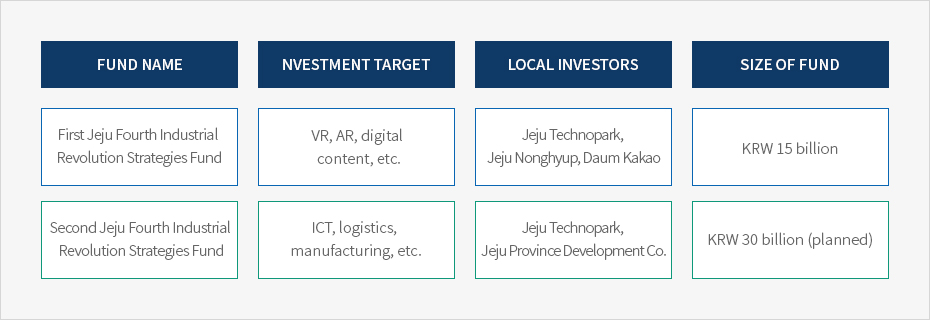 FUND NAME
NVESTMENT TARGET
LOCAL INVESTORS
SIZE OF FUND
First Jeju Fourth Industrial
Revolution Strategies Fund
VR, AR, digital
content, etc.
Jeju Technopark,
Jeju Nonghyup, Daum Kakao
KRW 15 billion
Second Jeju Fourth Industrial
Revolution Strategies Fund
ICT, logistics,
manufacturing, etc.
Jeju Technopark,
Jeju Province Development Co.
KRW 30 billion (planned)